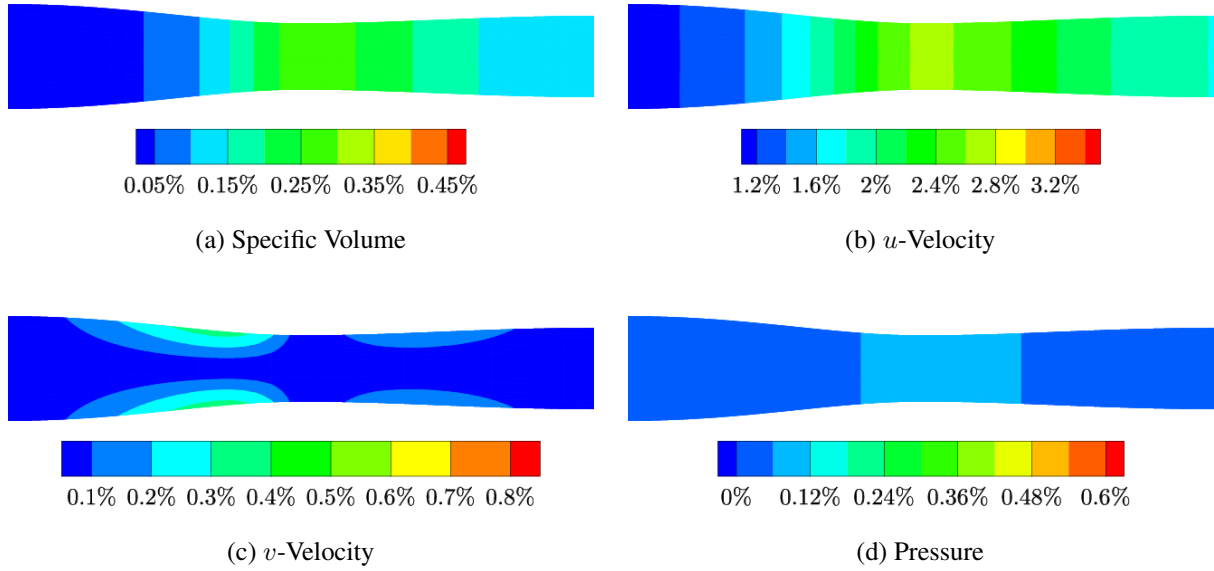 0.05% 0.15% 0.25% 0.35% 0.45%
(a) Specific Volume
1.2% 1.6% 2% 2.4% 2.8% 3.2%
(b) u-Velocity
0.1% 0.2% 0.3% 0.4% 0.5% 0.6% 0.7% 0.8%
(c) v-Velocity
0% 0.12% 0.24% 0.36% 0.48% 0.6%
(d) Pressure